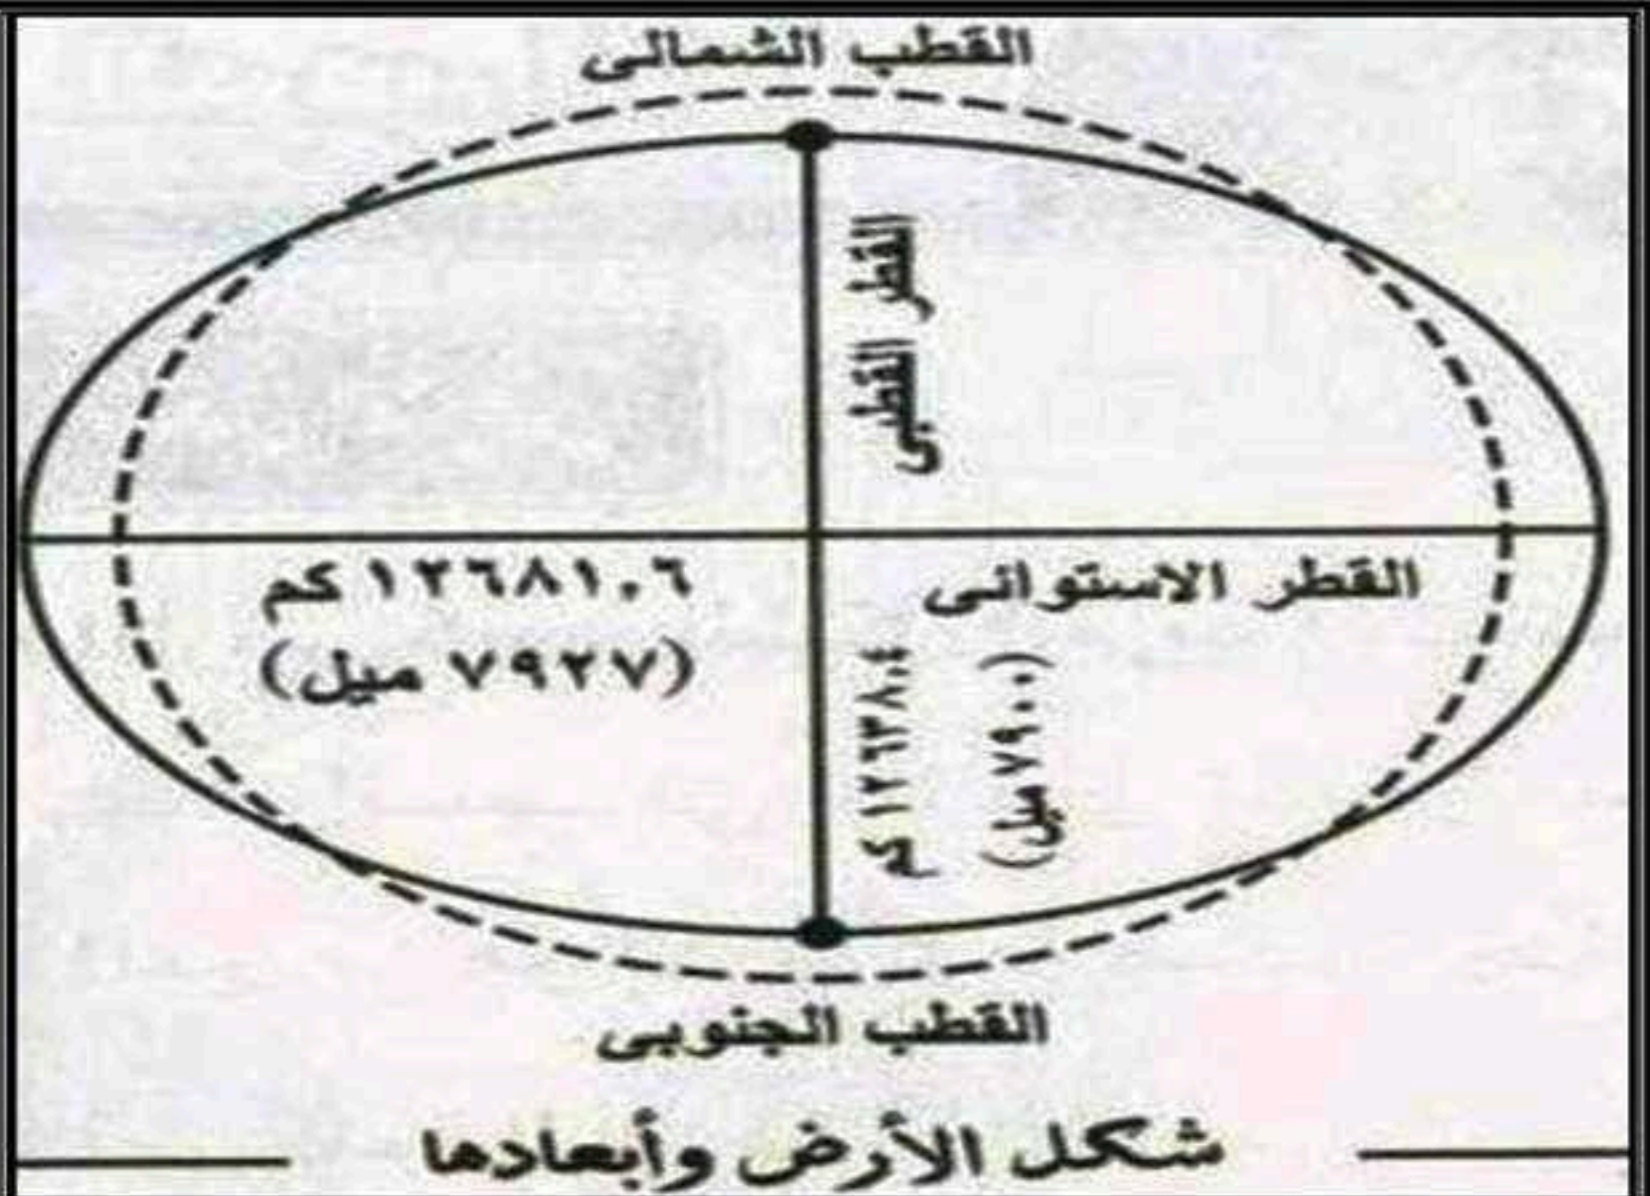 القطب الشمالى
القطر القطبى
القطر الاستوائى
١٢٦٨١.٦ كم
(٧٩٢٧ ميل)
١٢٦٣٨.٤ كم
(٧٩٠٠ ميل)
القطب الجنوبى
شكل الأرض وأبعادها